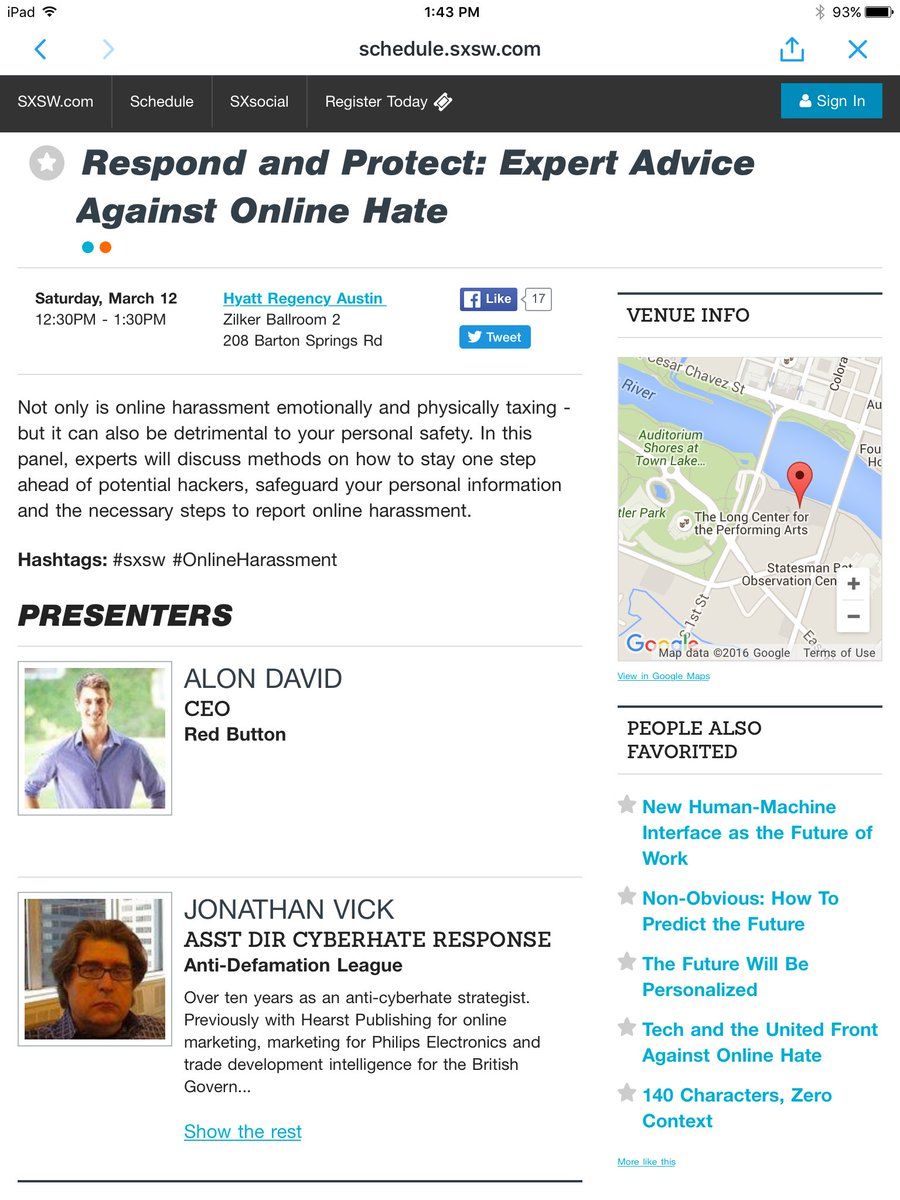 iPad
1:43 PM
93%
schedule.sxsw.com
SXSW.com
Schedule
SXsocial
Register Today
Sign In
Respond and Protect: Expert Advice
Against Online Hate
Saturday, March 12
12:30PM - 1:30PM
Hyatt Regency Austin
Zilker Ballroom 2
208 Barton Springs Rd
Like
17
Tweet
Not only is online harassment emotionally and physically taxing -
but it can also be detrimental to your personal safety. In this
panel, experts will discuss methods on how to stay one step
ahead of potential hackers, safeguard your personal information
and the necessary steps to report online harassment.
Hashtags: #sxsw #OnlineHarassment
PRESENTERS
ALON DAVID
CEO
Red Button
JONATHAN VICK
ASST DIR CYBERHATE RESPONSE
Anti-Defamation League
Over ten years as an anti-cyberhate strategist.
Previously with Hearst Publishing for online
marketing, marketing for Philips Electronics and
trade development intelligence for the British
Govern...
Show the rest
VENUE INFO
Cesar Chavez St
Colora
River
Au
Auditorium
Shores at
Town Lake...
Fou
Ho
tler Park
The Long Center for
the Performing Arts
Statesman Bat
Observation Cen
+
−
S 1st St
Eas
Google
Map data ©2016 Google
Terms of Use
View in Google Maps
PEOPLE ALSO
FAVORITED
New Human-Machine
Interface as the Future of
Work
Non-Obvious: How To
Predict the Future
The Future Will Be
Personalized
Tech and the United Front
Against Online Hate
140 Characters, Zero
Context
More like this